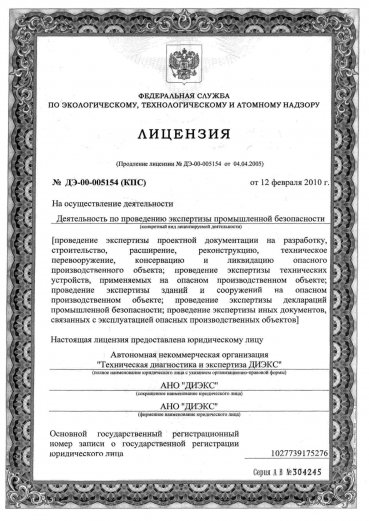 ФЕДЕРАЛЬНАЯ СЛУЖБА
ПО ЭКОЛОГИЧЕСКОМУ, ТЕХНОЛОГИЧЕСКОМУ И АТОМНОМУ НАДЗОРУ
ЛИЦЕНЗИЯ
(Продление лицензии № ДЭ-00-005154 от 04.04.2005)
№ ДЭ-00-005154 (КПС) от 12 февраля 2010 г.
На осуществление деятельности
Деятельность по проведению экспертизы промышленной безопасности
(конкретный вид лицензируемой деятельности)
[проведение экспертизы проектной документации на разработку,
строительство, расширение, реконструкцию, техническое
перевооружение, консервацию и ликвидацию опасного
производственного объекта; проведение экспертизы технических
устройств, применяемых на опасном производственном объекте;
проведение экспертизы зданий и сооружений на опасном
производственном объекте; проведение экспертизы деклараций
промышленной безопасности; проведение экспертизы иных документов,
связанных с эксплуатацией опасных производственных объектов]
Настоящая лицензия предоставлена юридическому лицу
Автономная некоммерческая организация
"Техническая диагностика и экспертиза ДИЭКС"
(полное наименование юридического лица с указанием организационно-правовой формы)
АНО "ДИЭКС"
(сокращенное наименование юридического лица)
АНО "ДИЭКС"
(фирменное наименование юридического лица)
Основной государственный регистрационный
номер записи о государственной регистрации
юридического лица 1027739175276
Серия А В № 304245